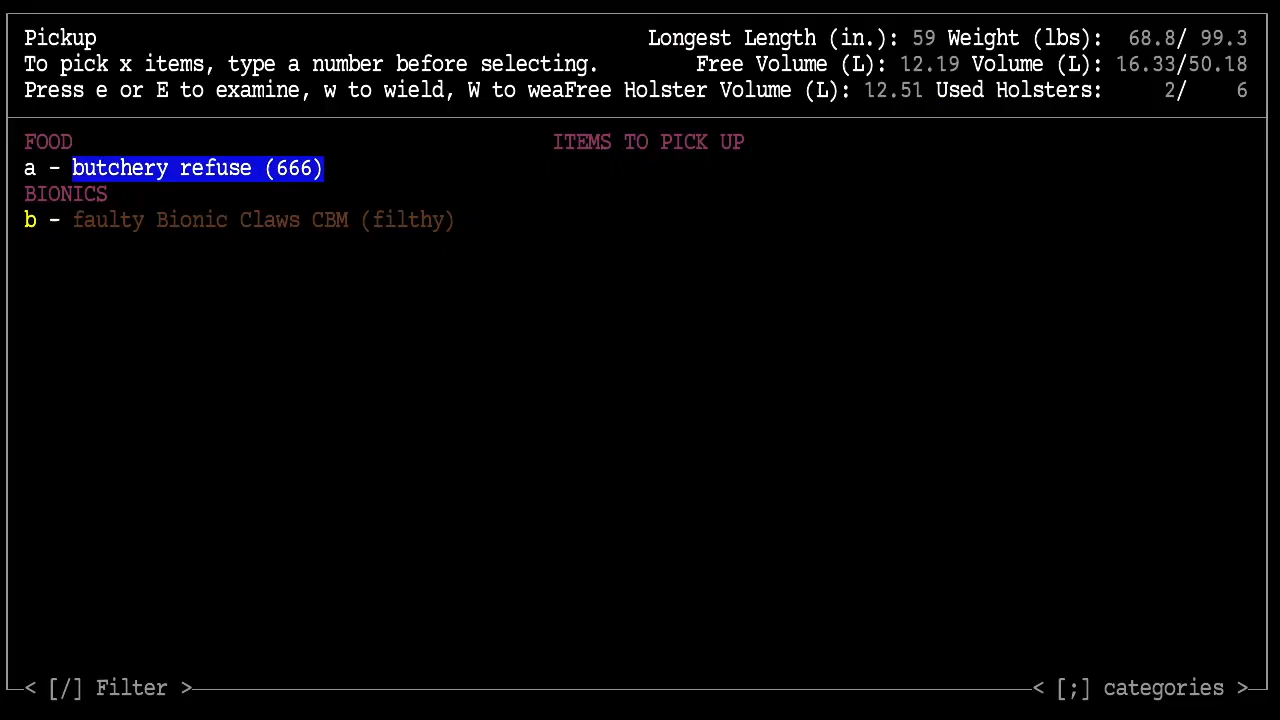 Pickup Longest Length (in.): 59 Weight (lbs): 68.8/ 99.3
To pick x items, type a number before selecting. Free Volume (L): 12.19 Volume (L): 16.33/50.18
Press e or E to examine, w to wield, W to weaFree Holster Volume (L): 12.51 Used Holsters: 2/ 6
FOOD ITEMS TO PICK UP
a - butchery refuse (666)
BIONICS
b - faulty Bionic Claws CBM (filthy)
< [/] Filter > < [;] categories >